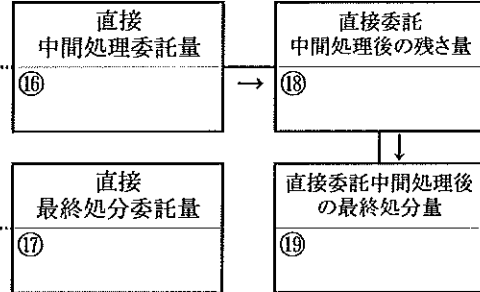 直接
中間処理委託量
⑯
→
直接委託
中間処理後の残さ量
⑱
↓
直接
最終処分委託量
⑰
直接委託中間処理後
の最終処分量
⑲